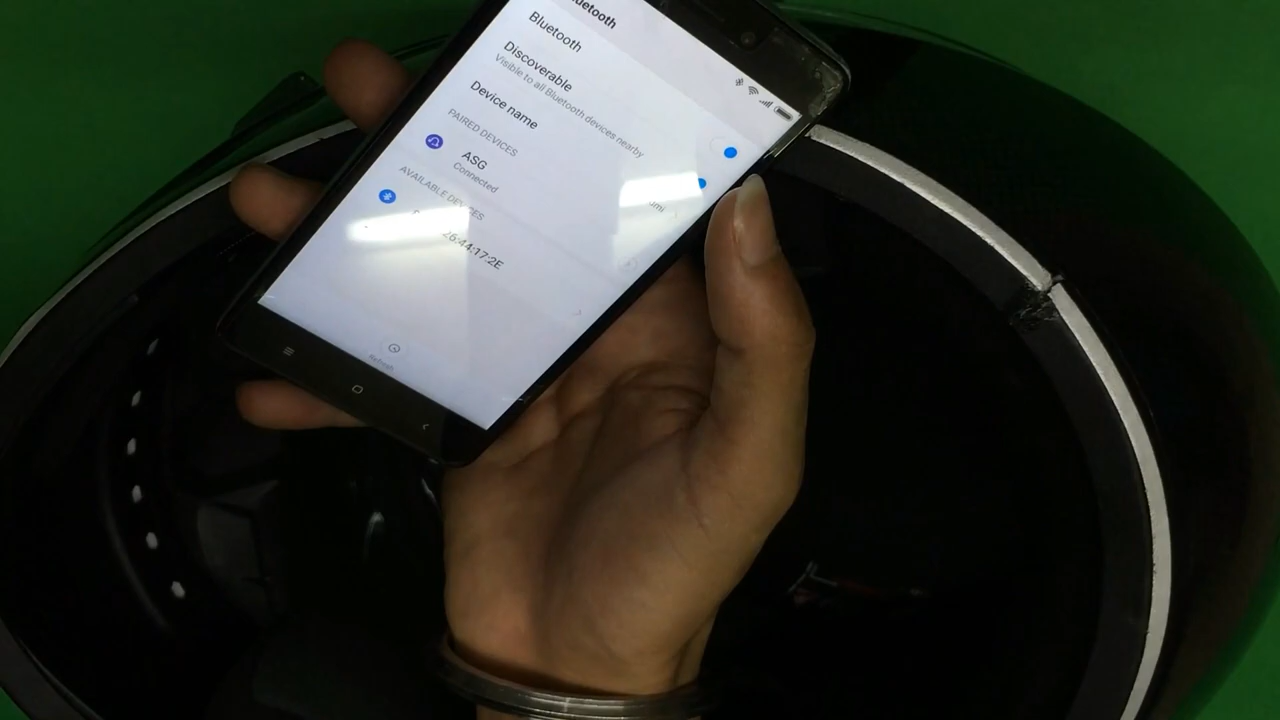 Bluetooth
Bluetooth
Discoverable
Visible to all Bluetooth devices nearby
Device name
PAIRED DEVICES
ASG
Connected
AVAILABLE DEVICES
26:44:17:2E
Refresh